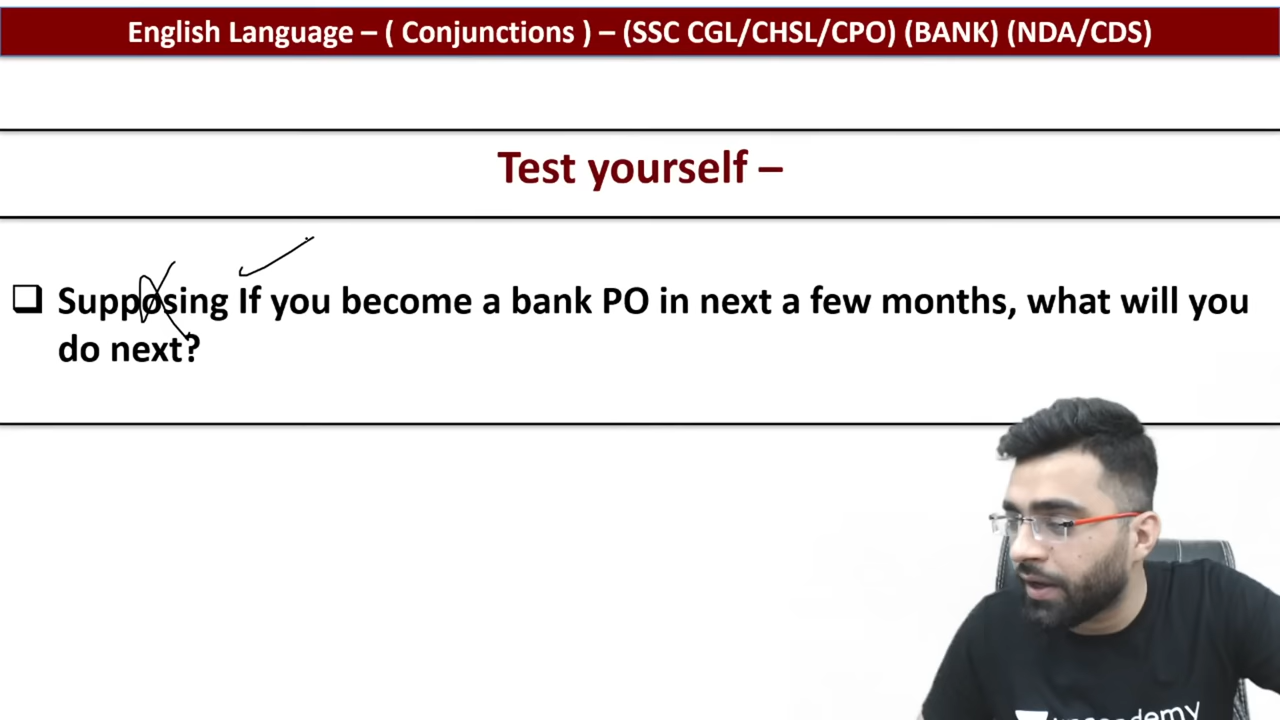 English Language – ( Conjunctions ) – (SSC CGL/CHSL/CPO) (BANK) (NDA/CDS)
Test yourself –
Supposing If you become a bank PO in next a few months, what will you
do next?